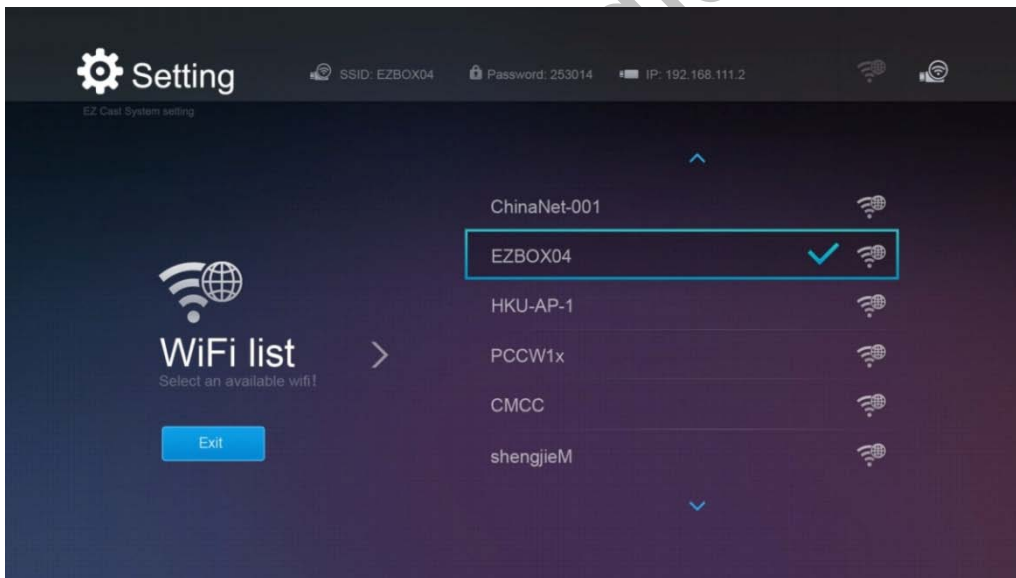 Setting
SSID: EZBOX04
Password: 253014
IP: 192.168.111.2
EZ Cast System setting
WiFi list
Select an available wifi!
Exit
ChinaNet-001
EZBOX04
HKU-AP-1
PCCW1x
CMCC
shengjieM